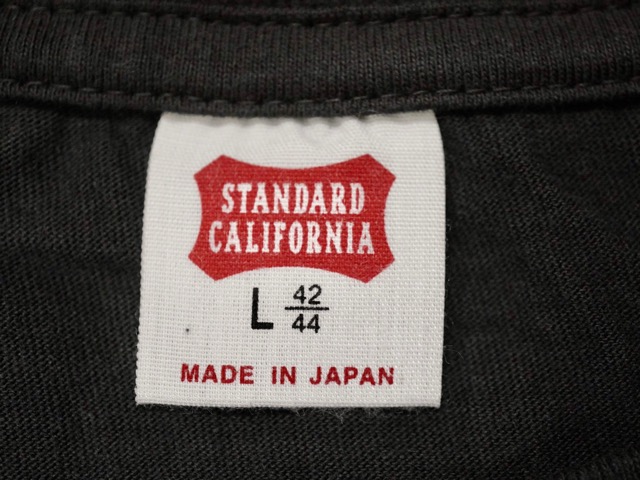 STANDARD
CALIFORNIA
L 42/44
MADE IN JAPAN